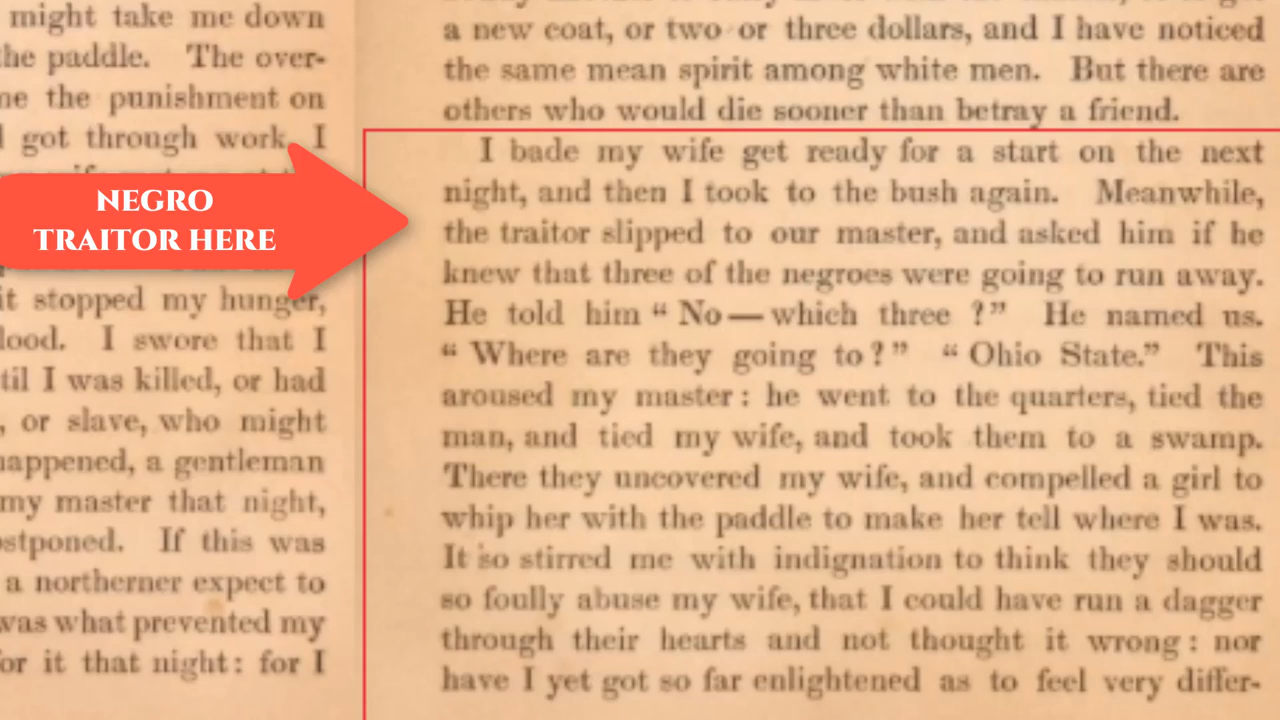 might take me down
the paddle. The over-
the punishment on
got through work, I
NEGRO
TRAITOR HERE
it stopped my hunger,
I swore that I
I was killed, or had
or slave, who might
happened, a gentleman
my master that night,
If this was
a northerner expect to
was what prevented my
for it that night: for I
a new coat, or two or three dollars, and I have noticed
the same mean spirit among white men. But there are
others who would die sooner than betray a friend.
I bade my wife get ready for a start on the next
night, and then I took to the bush again. Meanwhile,
the traitor slipped to our master, and asked him if he
knew that three of the negroes were going to run away.
He told him “ No — which three ?” He named us.
“ Where are they going to ? ” “ Ohio State.” This
aroused my master : he went to the quarters, tied the
man, and tied my wife, and took them to a swamp.
There they uncovered my wife, and compelled a girl to
whip her with the paddle to make her tell where I was.
It so stirred me with indignation to think they should
so foully abuse my wife, that I could have run a dagger
through their hearts and not thought it wrong : nor
have I yet got so far enlightened as to feel very differ-